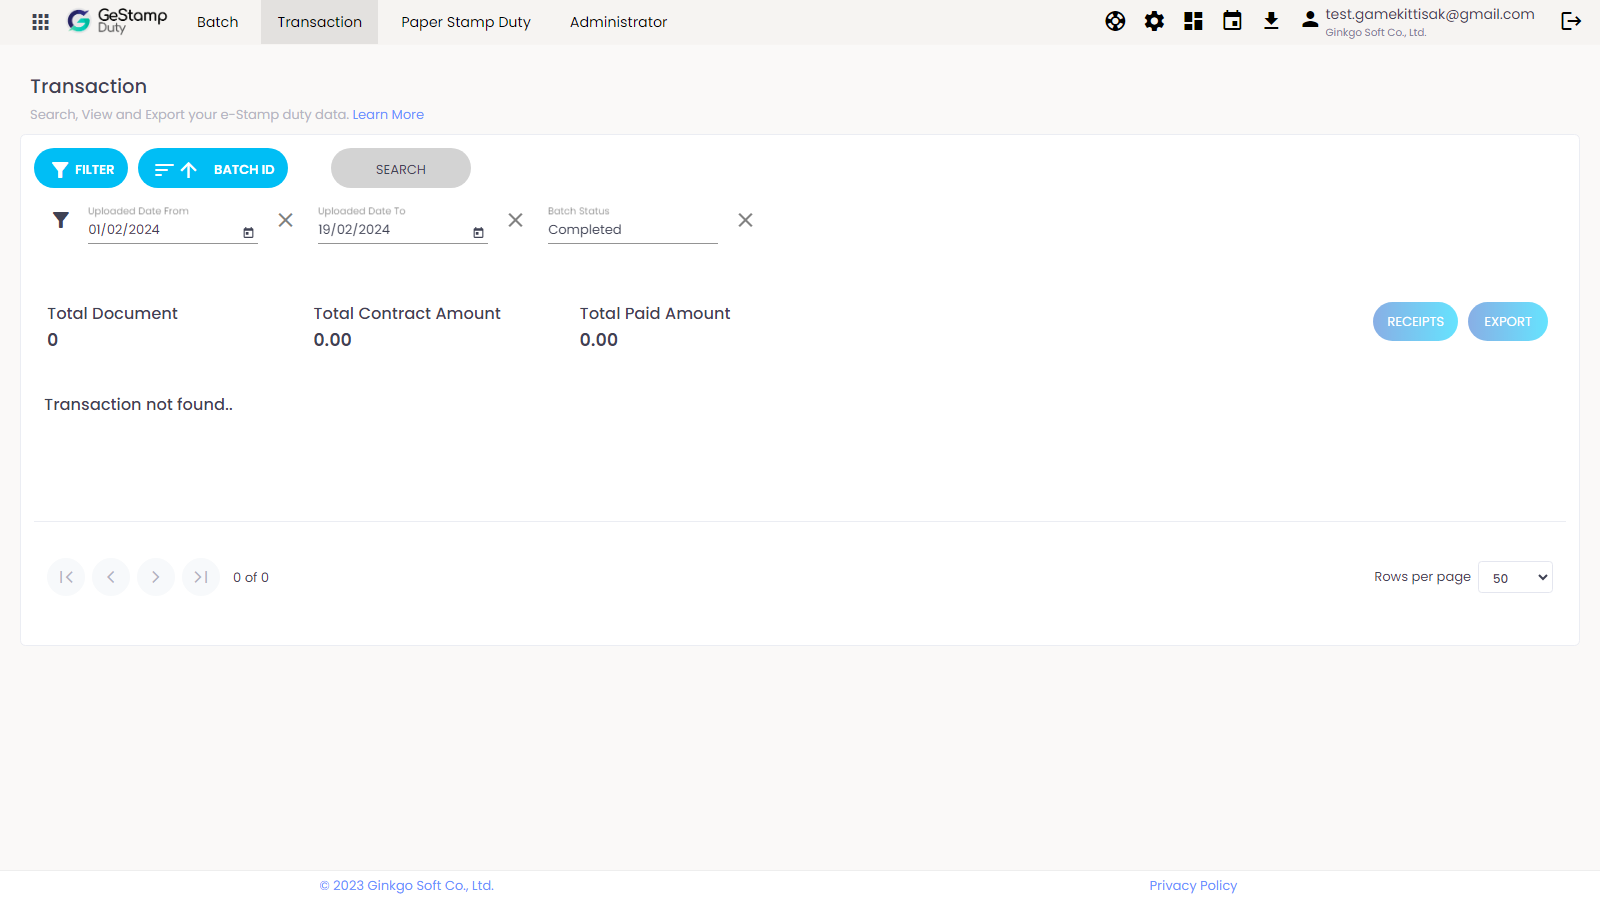 GeStamp
Duty
Batch
Transaction
Paper Stamp Duty
Administrator
test.gamekittisak@gmail.com
Ginkgo Soft Co., Ltd.
Transaction
Search, View and Export your e-Stamp duty data. Learn More
FILTER
BATCH ID
SEARCH
Uploaded Date From
01/02/2024
Uploaded Date To
19/02/2024
Batch Status
Completed
Total Document
0
Total Contract Amount
0.00
Total Paid Amount
0.00
RECEIPTS
EXPORT
Transaction not found..
0 of 0
Rows per page
50
© 2023 Ginkgo Soft Co., Ltd.
Privacy Policy